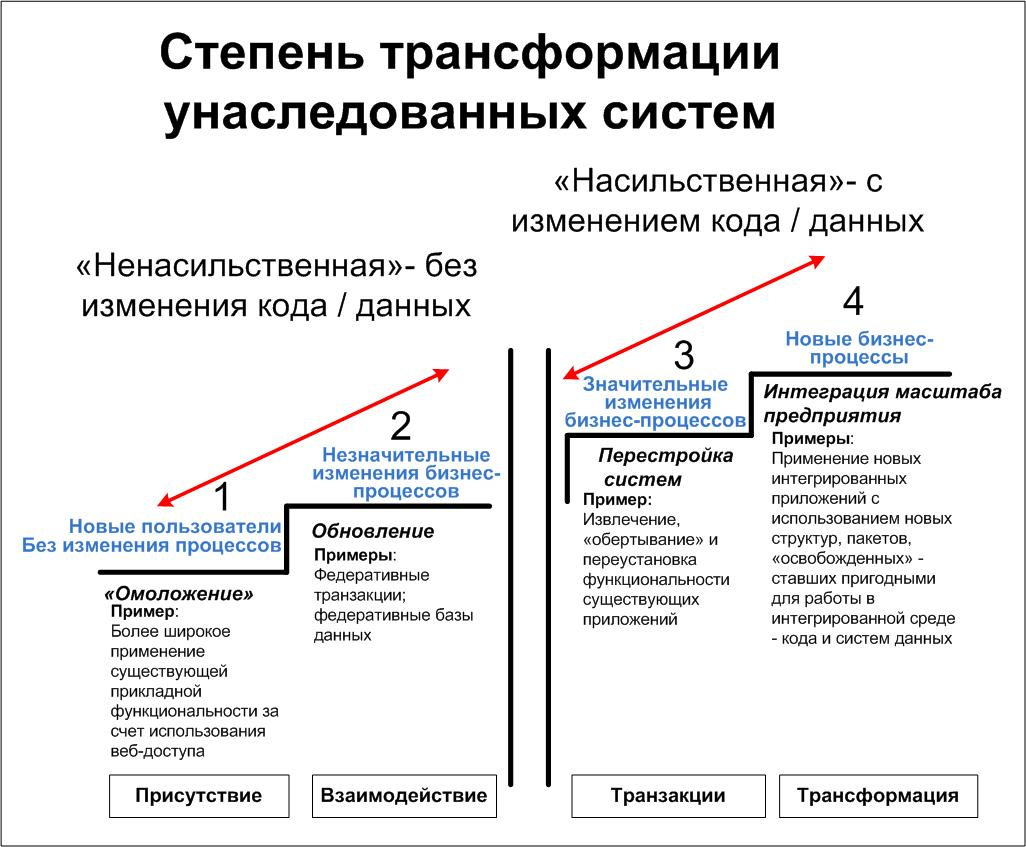 Степень трансформации
унаследованных систем
«Насильственная»- с
изменением кода / данных
«Ненасильственная»- без
изменения кода / данных
1
Новые пользователи
Без изменения процессов
«Омоложение»
Пример:
Более широкое
применение
существующей
прикладной
функциональности за
счет использования
веб-доступа
Присутствие
2
Незначительные
изменения бизнес-
процессов
Обновление
Примеры:
Федеративные
транзакции;
федеративные базы
данных
Взаимодействие
3
Значительные
изменения
бизнес-процессов
Перестройка
систем
Пример:
Извлечение,
«обертывание» и
переустановка
функциональности
существующих
приложений
Транзакции
4
Новые бизнес-
процессы
Интеграция масштаба
предприятия
Примеры:
Применение новых
интегрированных
приложений с
использованием новых
структур, пакетов,
«освобожденных» -
ставших пригодными
для работы в
интегрированной среде
- кода и систем данных
Трансформация